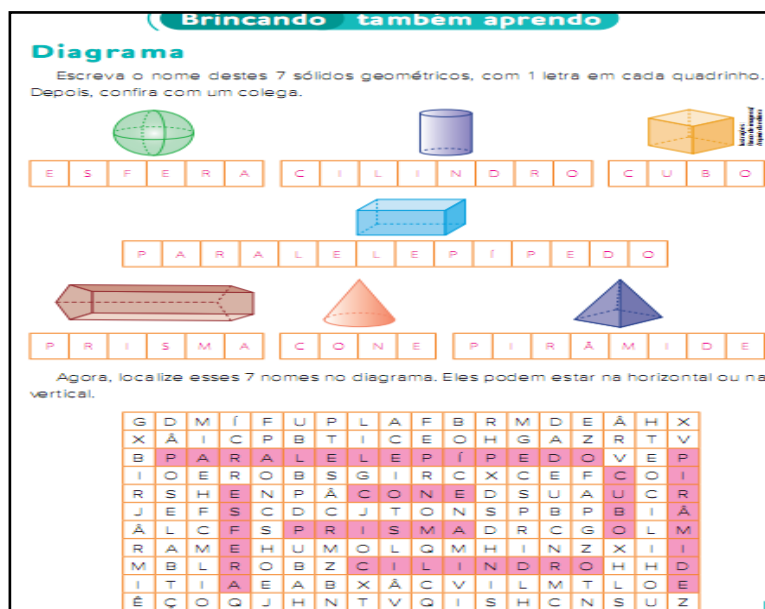 Brincando também aprendo
Diagrama
Escreva o nome destes 7 sólidos geométricos, com 1 letra em cada quadrinho.
Depois, confira com um colega.
E S F E R A C I L I N D R O C U B O
P A R A L E L E P Í P E D O
P R I S M A C O N E P I R Â M I D E
Agora, localize esses 7 nomes no diagrama. Eles podem estar na horizontal ou na
vertical.
G D M Í F U P L A F B R M D E Â H X
X Â I C P B T I C E O H G A Z R T V
B P A R A L E L E P Í P E D O V E P
I O E R O B S G I R C X C E F C O I
R S H E N P Â C O N E D S U A U C R
J E F S C D C J T O N S P B P B I Â
Â L C F S P R I S M A D R C G O L M
R A M E H U M O L Q M H I N Z X I I
M B L R O B Z C I L I N D R O H H D
I T I A E A B X Â C V I L M T L O E
Ê Ç O Q J H N T V Q I S H C N S U Z